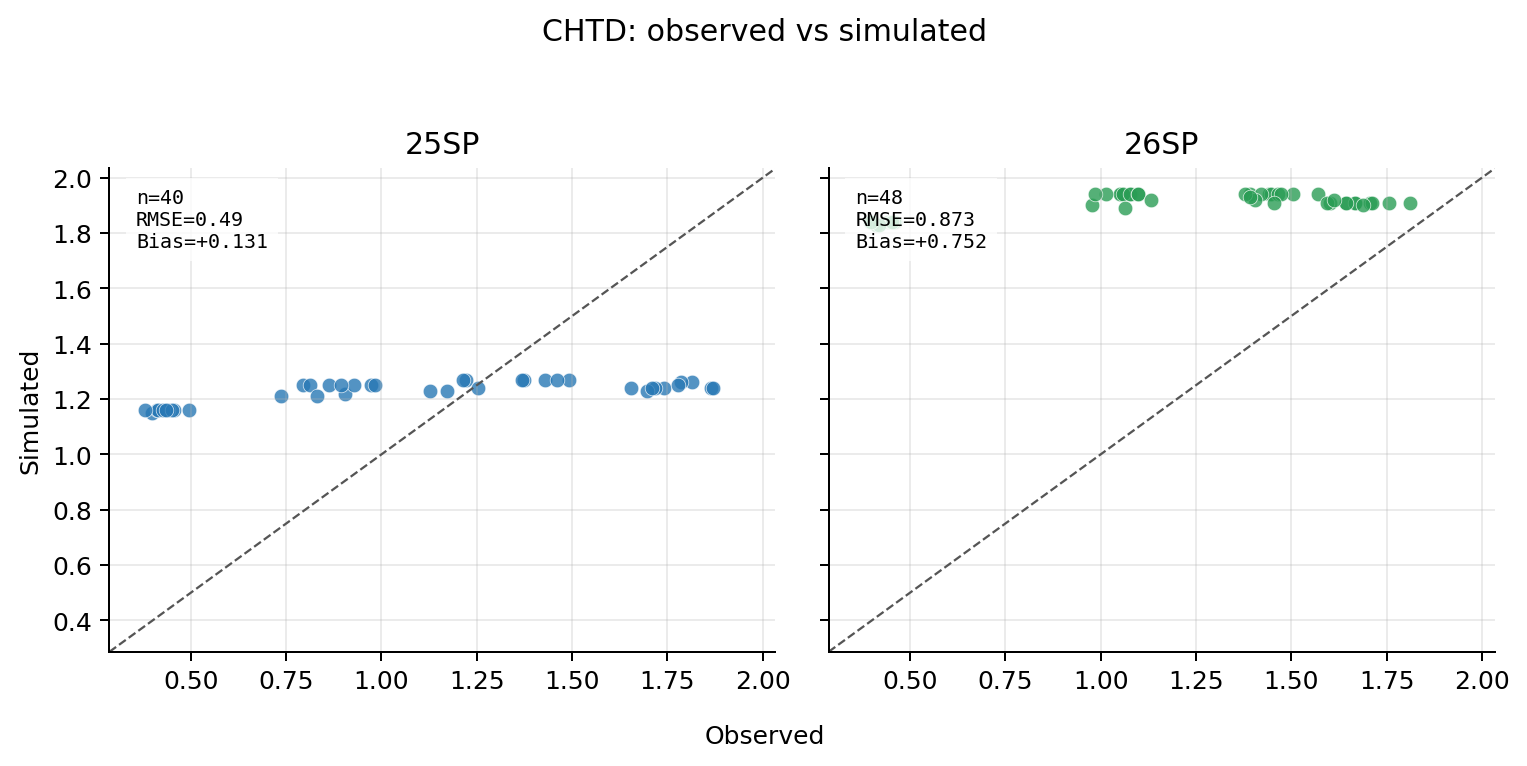 CHTD: observed vs simulated
25SP
26SP
n=40
RMSE=0.49
Bias=+0.131
n=48
RMSE=0.873
Bias=+0.752
2.0
1.8
1.6
1.4
1.2
1.0
0.8
0.6
0.4
Simulated
0.50 0.75 1.00 1.25 1.50 1.75 2.00
0.50 0.75 1.00 1.25 1.50 1.75 2.00
Observed